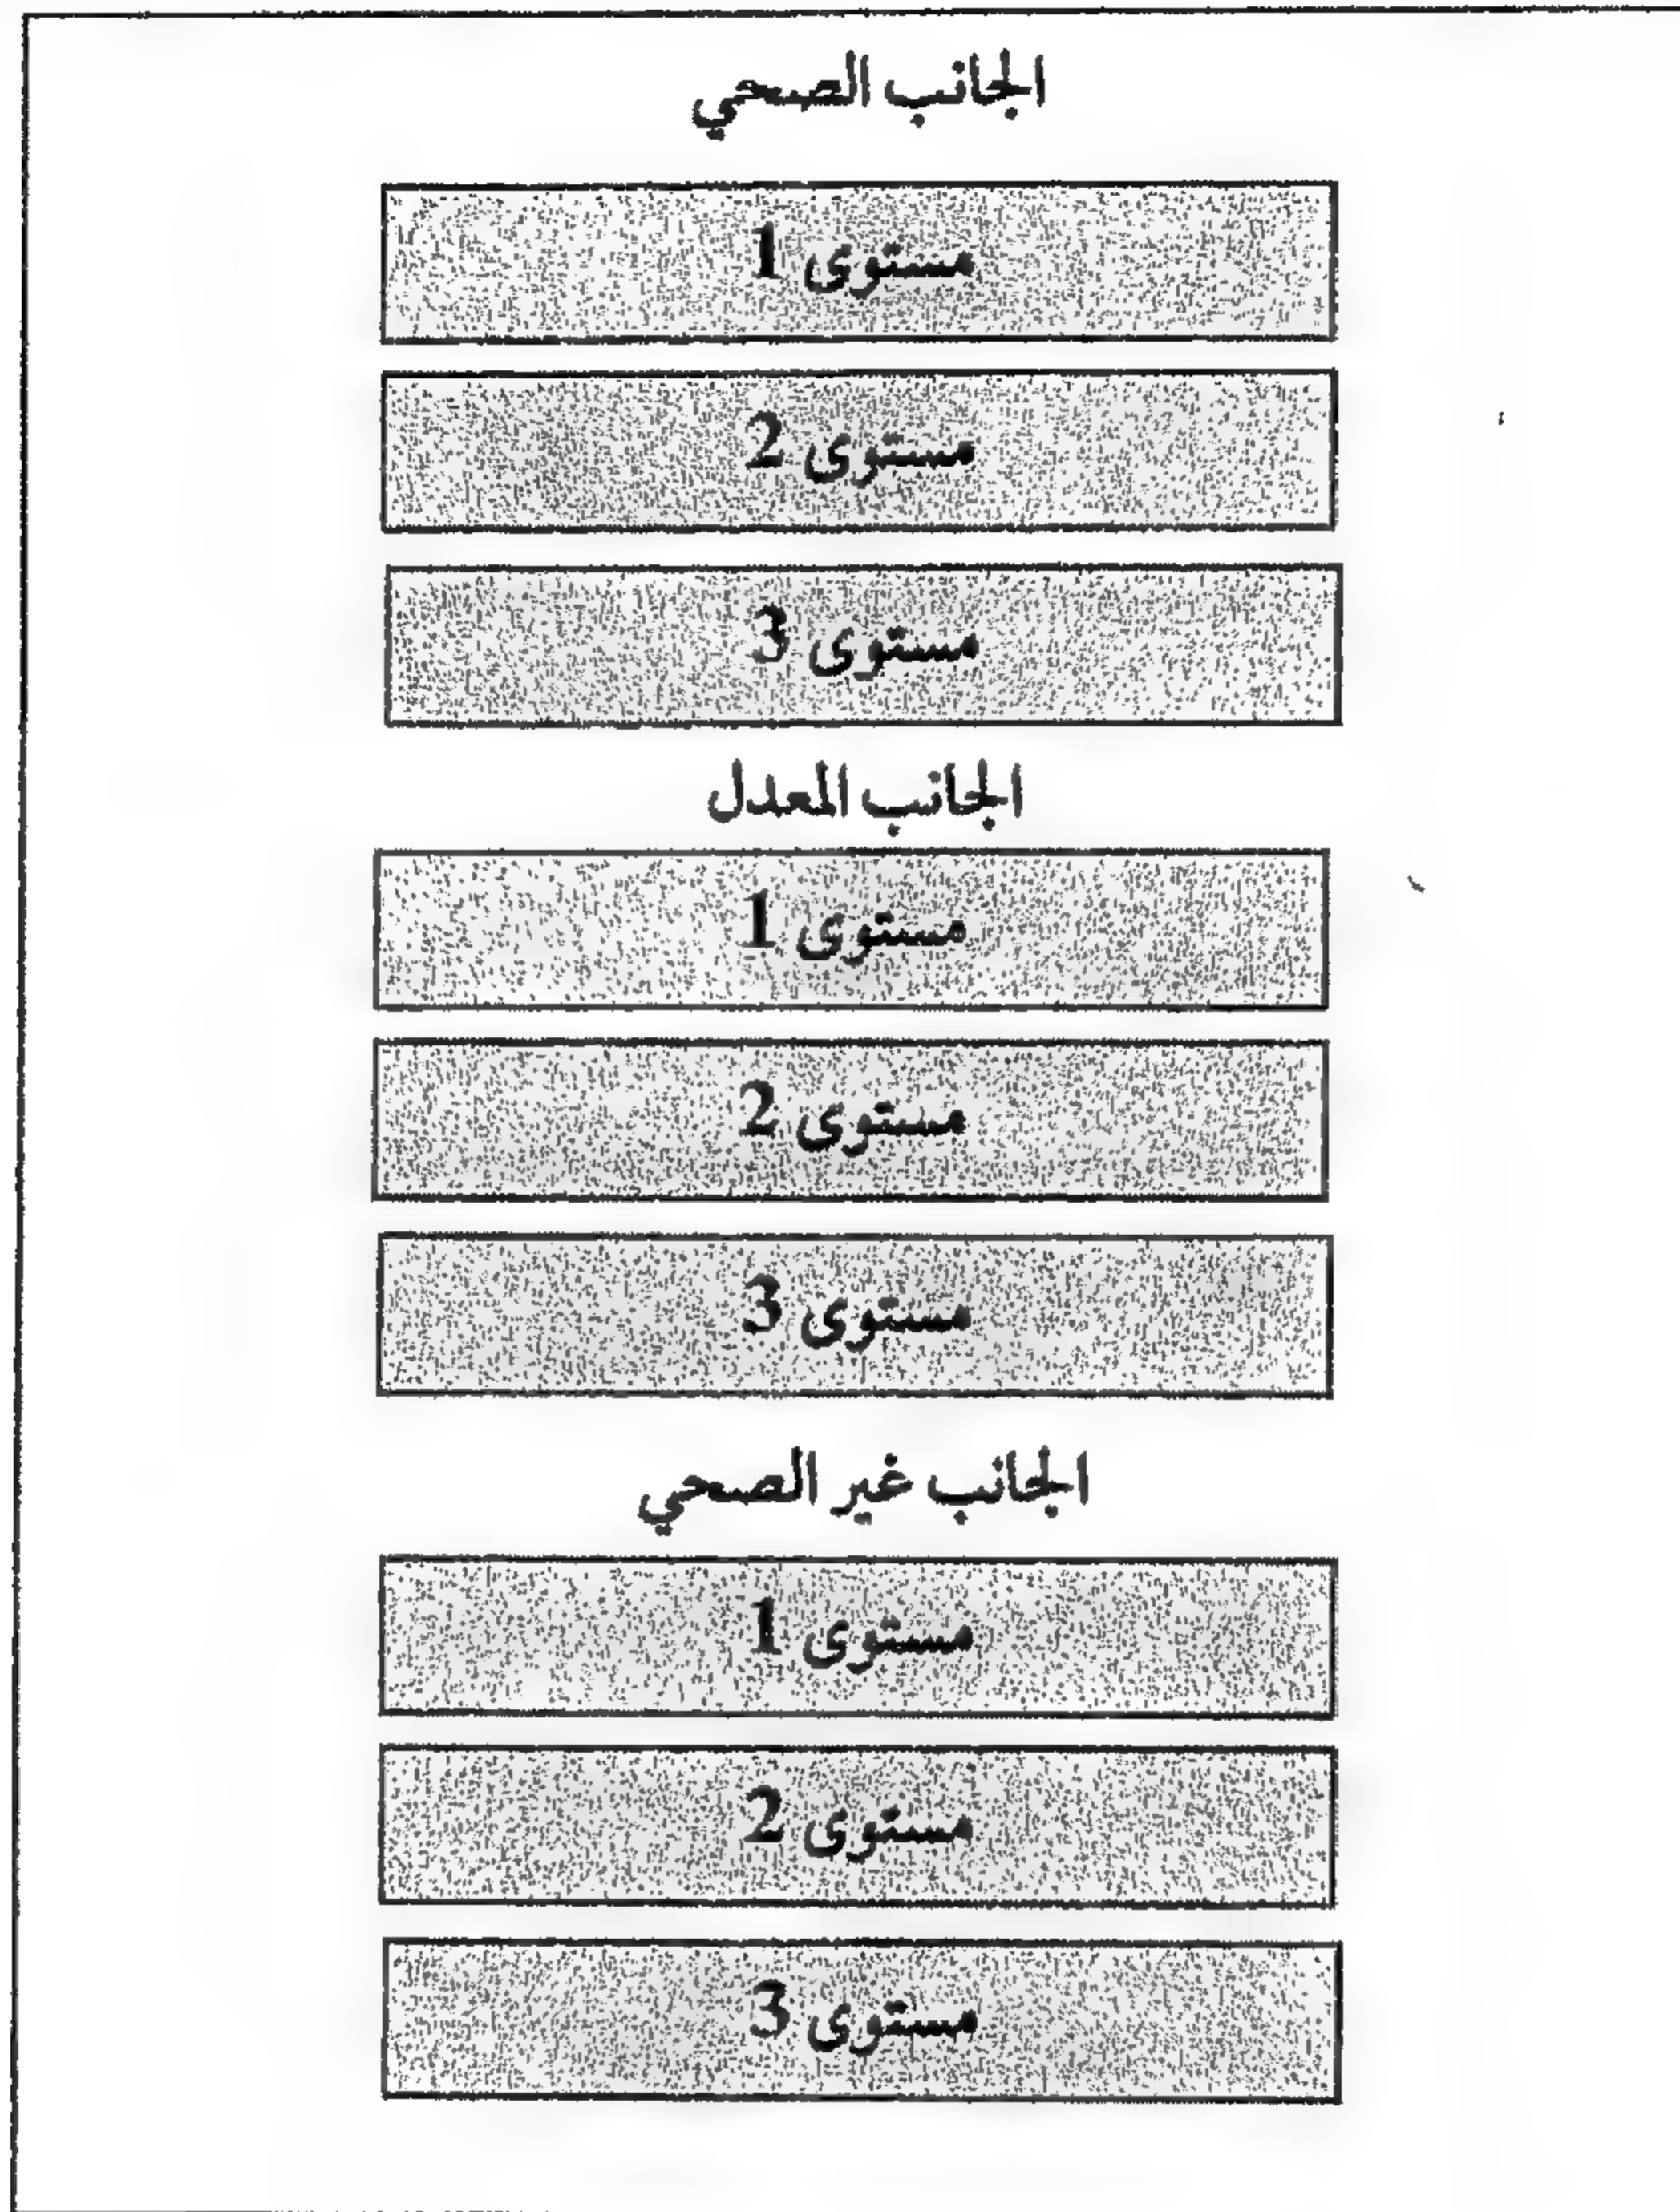 الجانب الصحي
مستوى 1
مستوى 2
مستوى 3
الجانب المعدل
مستوى 1
مستوى 2
مستوى 3
الجانب غير الصحي
مستوى 1
مستوى 2
مستوى 3